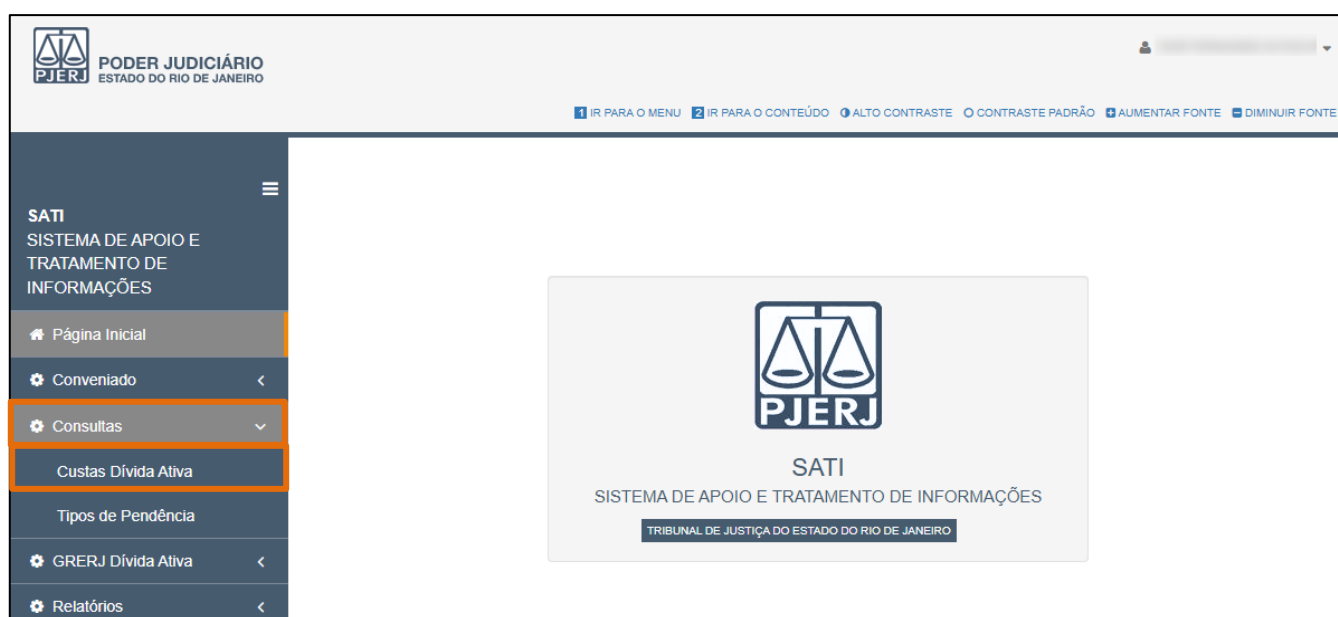 PJERJ
PODER JUDICIÁRIO
ESTADO DO RIO DE JANEIRO
1 IR PARA O MENU 2 IR PARA O CONTEÚDO ALTO CONTRASTE CONTRASTE PADRÃO AUMENTAR FONTE DIMINUIR FONTE
SATI
SISTEMA DE APOIO E
TRATAMENTO DE
INFORMAÇÕES
Página Inicial
Conveniado
Consultas
Custas Dívida Ativa
Tipos de Pendência
GRERJ Dívida Ativa
Relatórios
PJERJ
SATI
SISTEMA DE APOIO E TRATAMENTO DE INFORMAÇÕES
TRIBUNAL DE JUSTIÇA DO ESTADO DO RIO DE JANEIRO